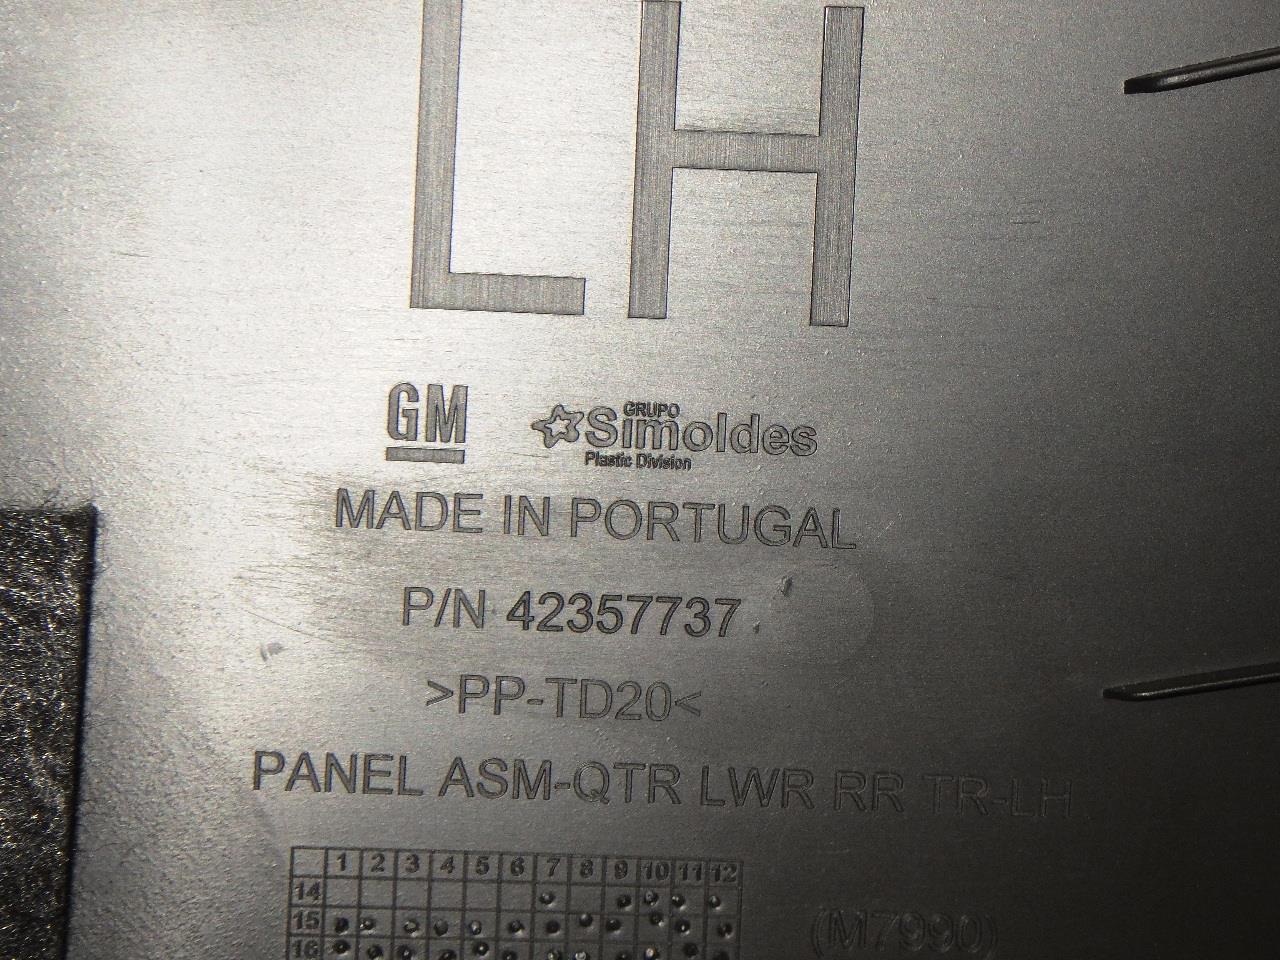 LH
GM
GRUPO
Simoldes
Plastic Division
MADE IN PORTUGAL
P/N 42357737
>PP-TD20<
PANEL ASM-QTR LWR RR TR-LH
1 2 3 4 5 6 7 8 9 10 11 12
14
15
16
(M7990)